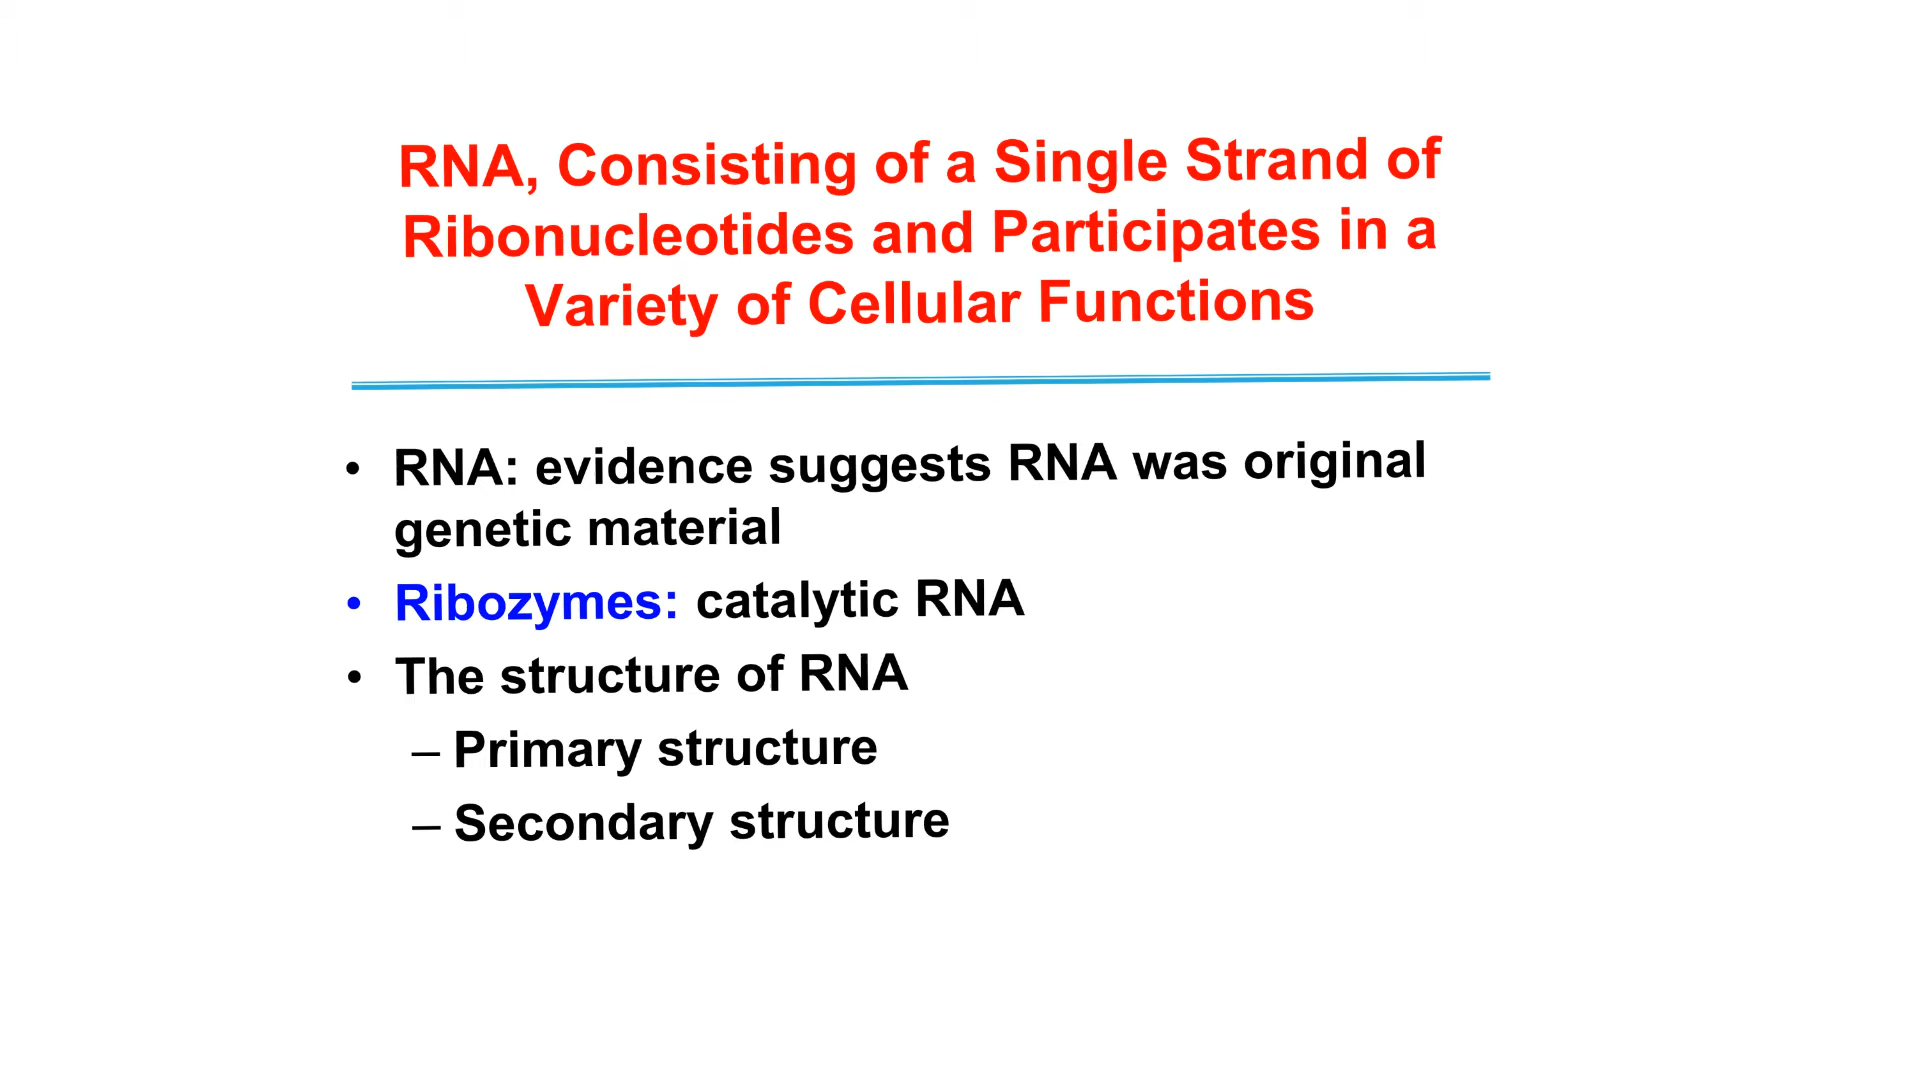 RNA, Consisting of a Single Strand of
Ribonucleotides and Participates in a
Variety of Cellular Functions
• RNA: evidence suggests RNA was original
genetic material
• Ribozymes: catalytic RNA
• The structure of RNA
– Primary structure
– Secondary structure